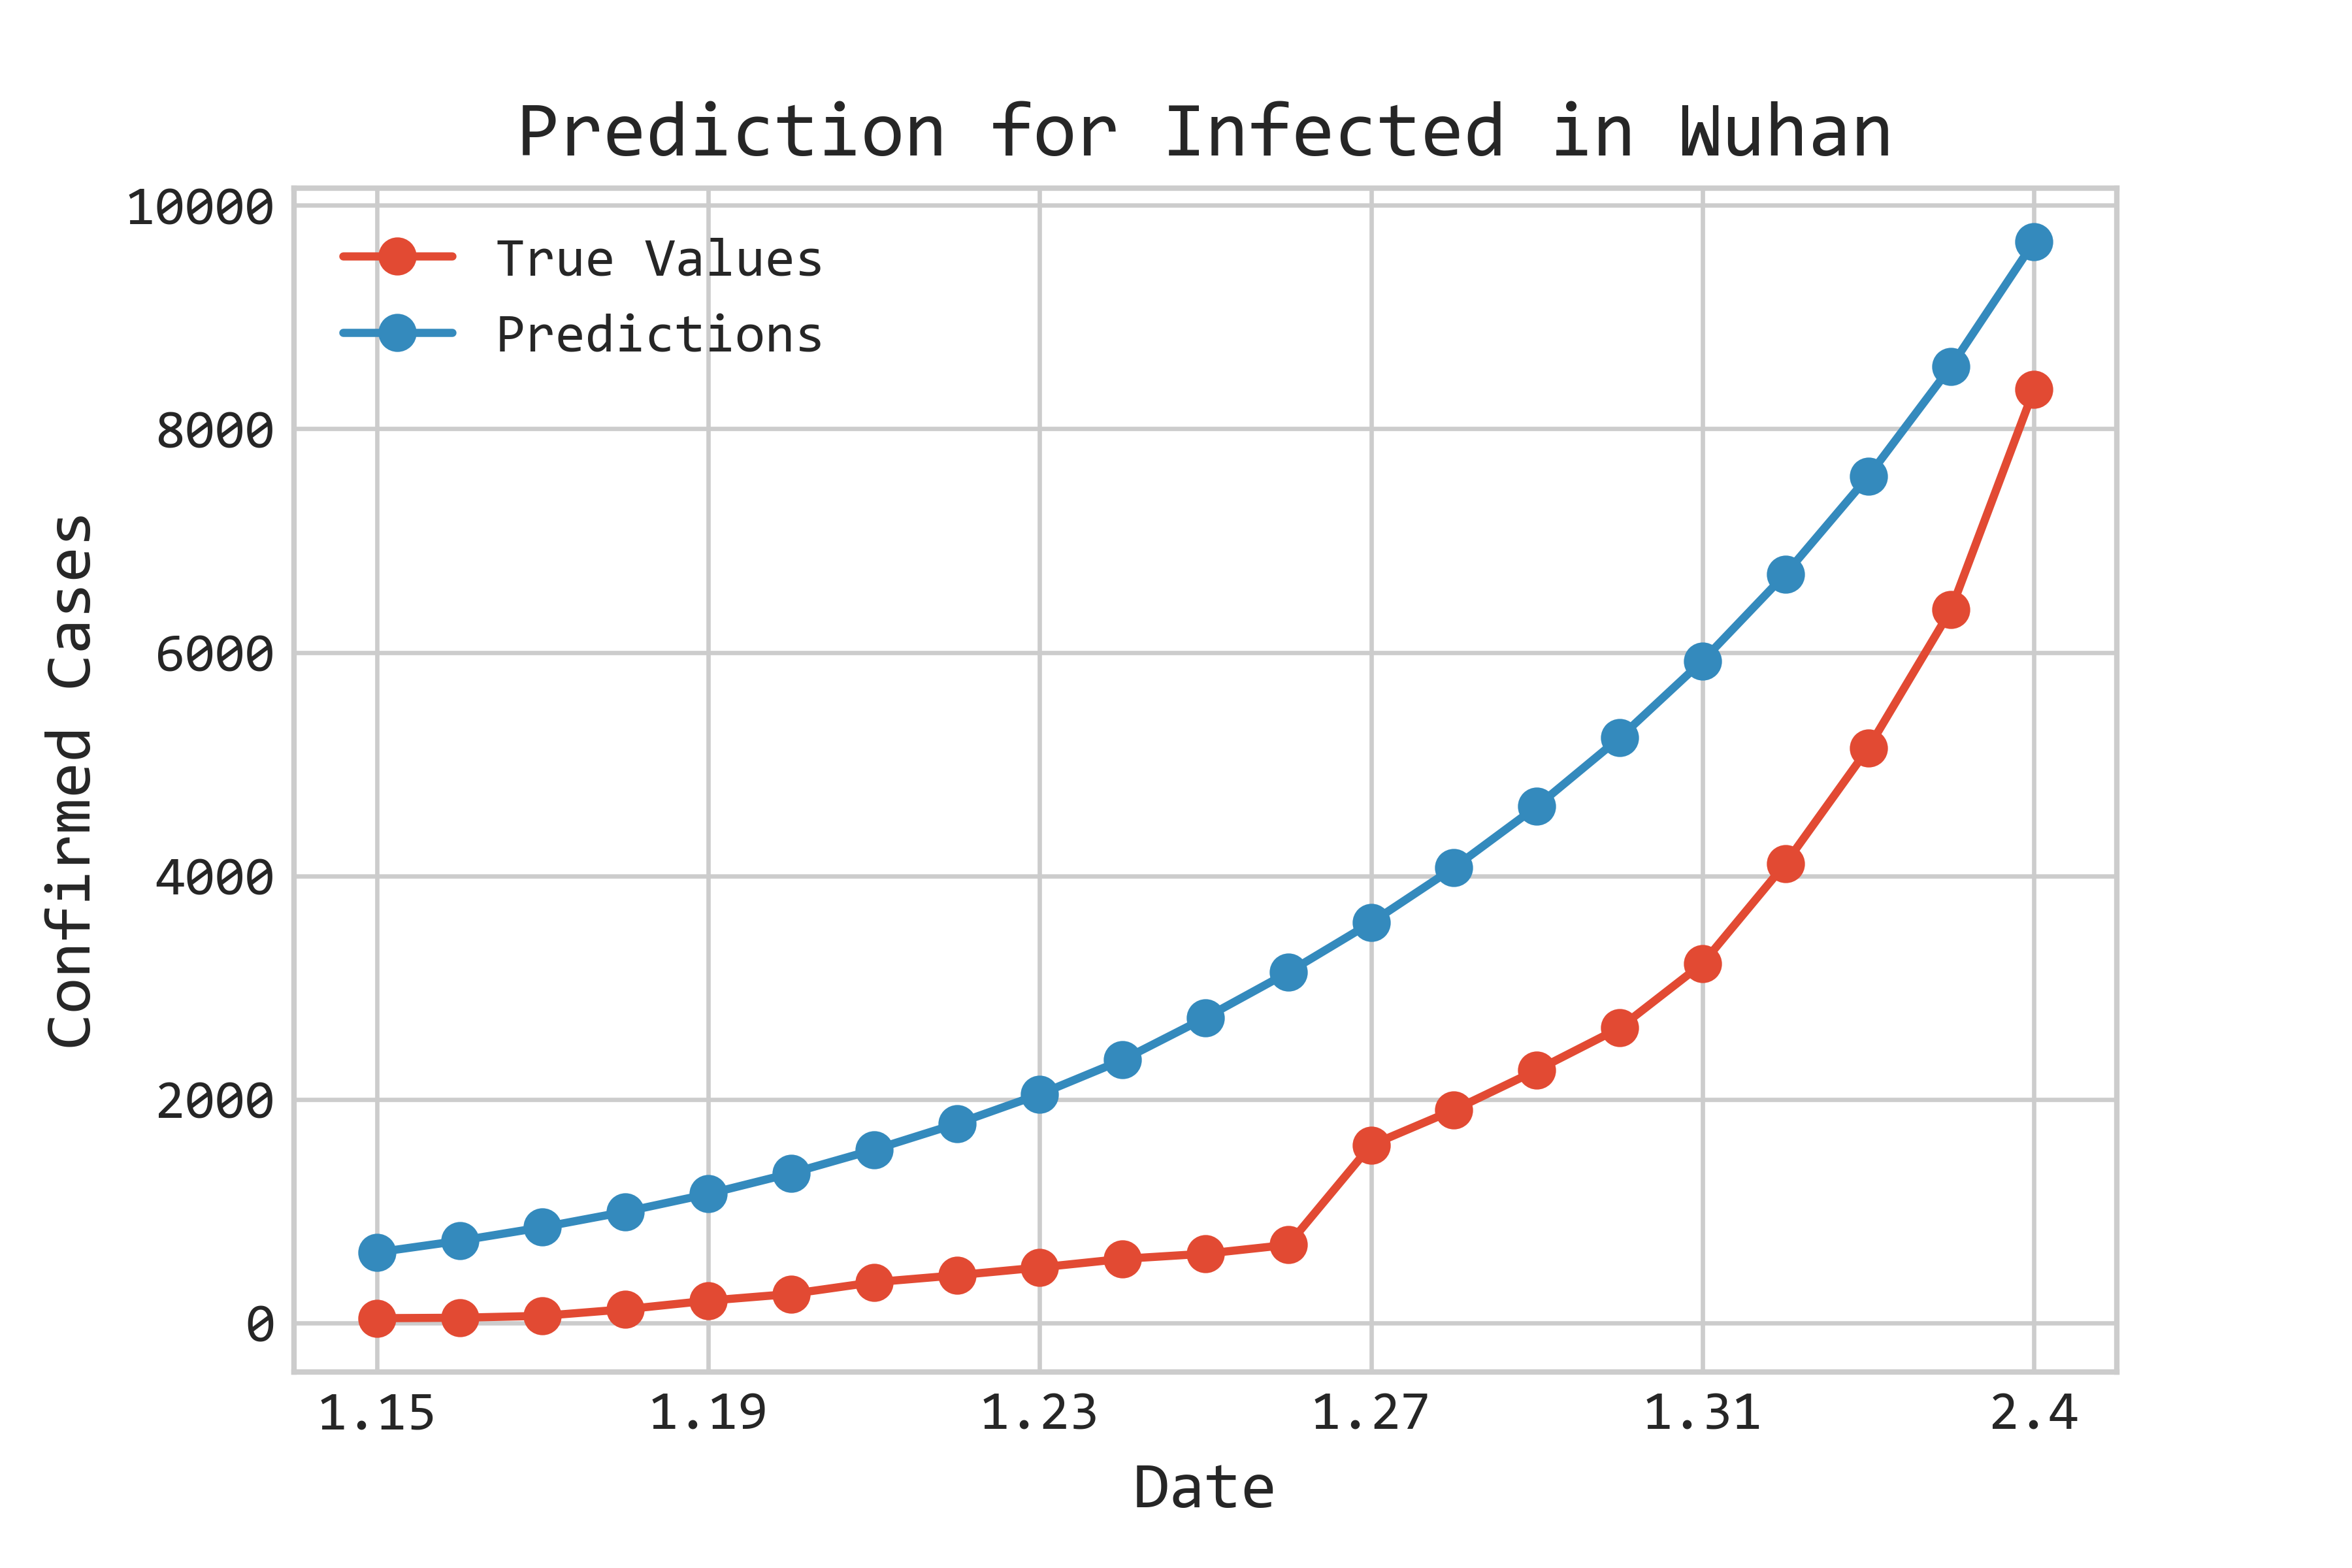 Prediction for Infected in Wuhan
True Values
Predictions
10000
8000
6000
4000
2000
0
Confirmed Cases
1.15 1.19 1.23 1.27 1.31 2.4
Date